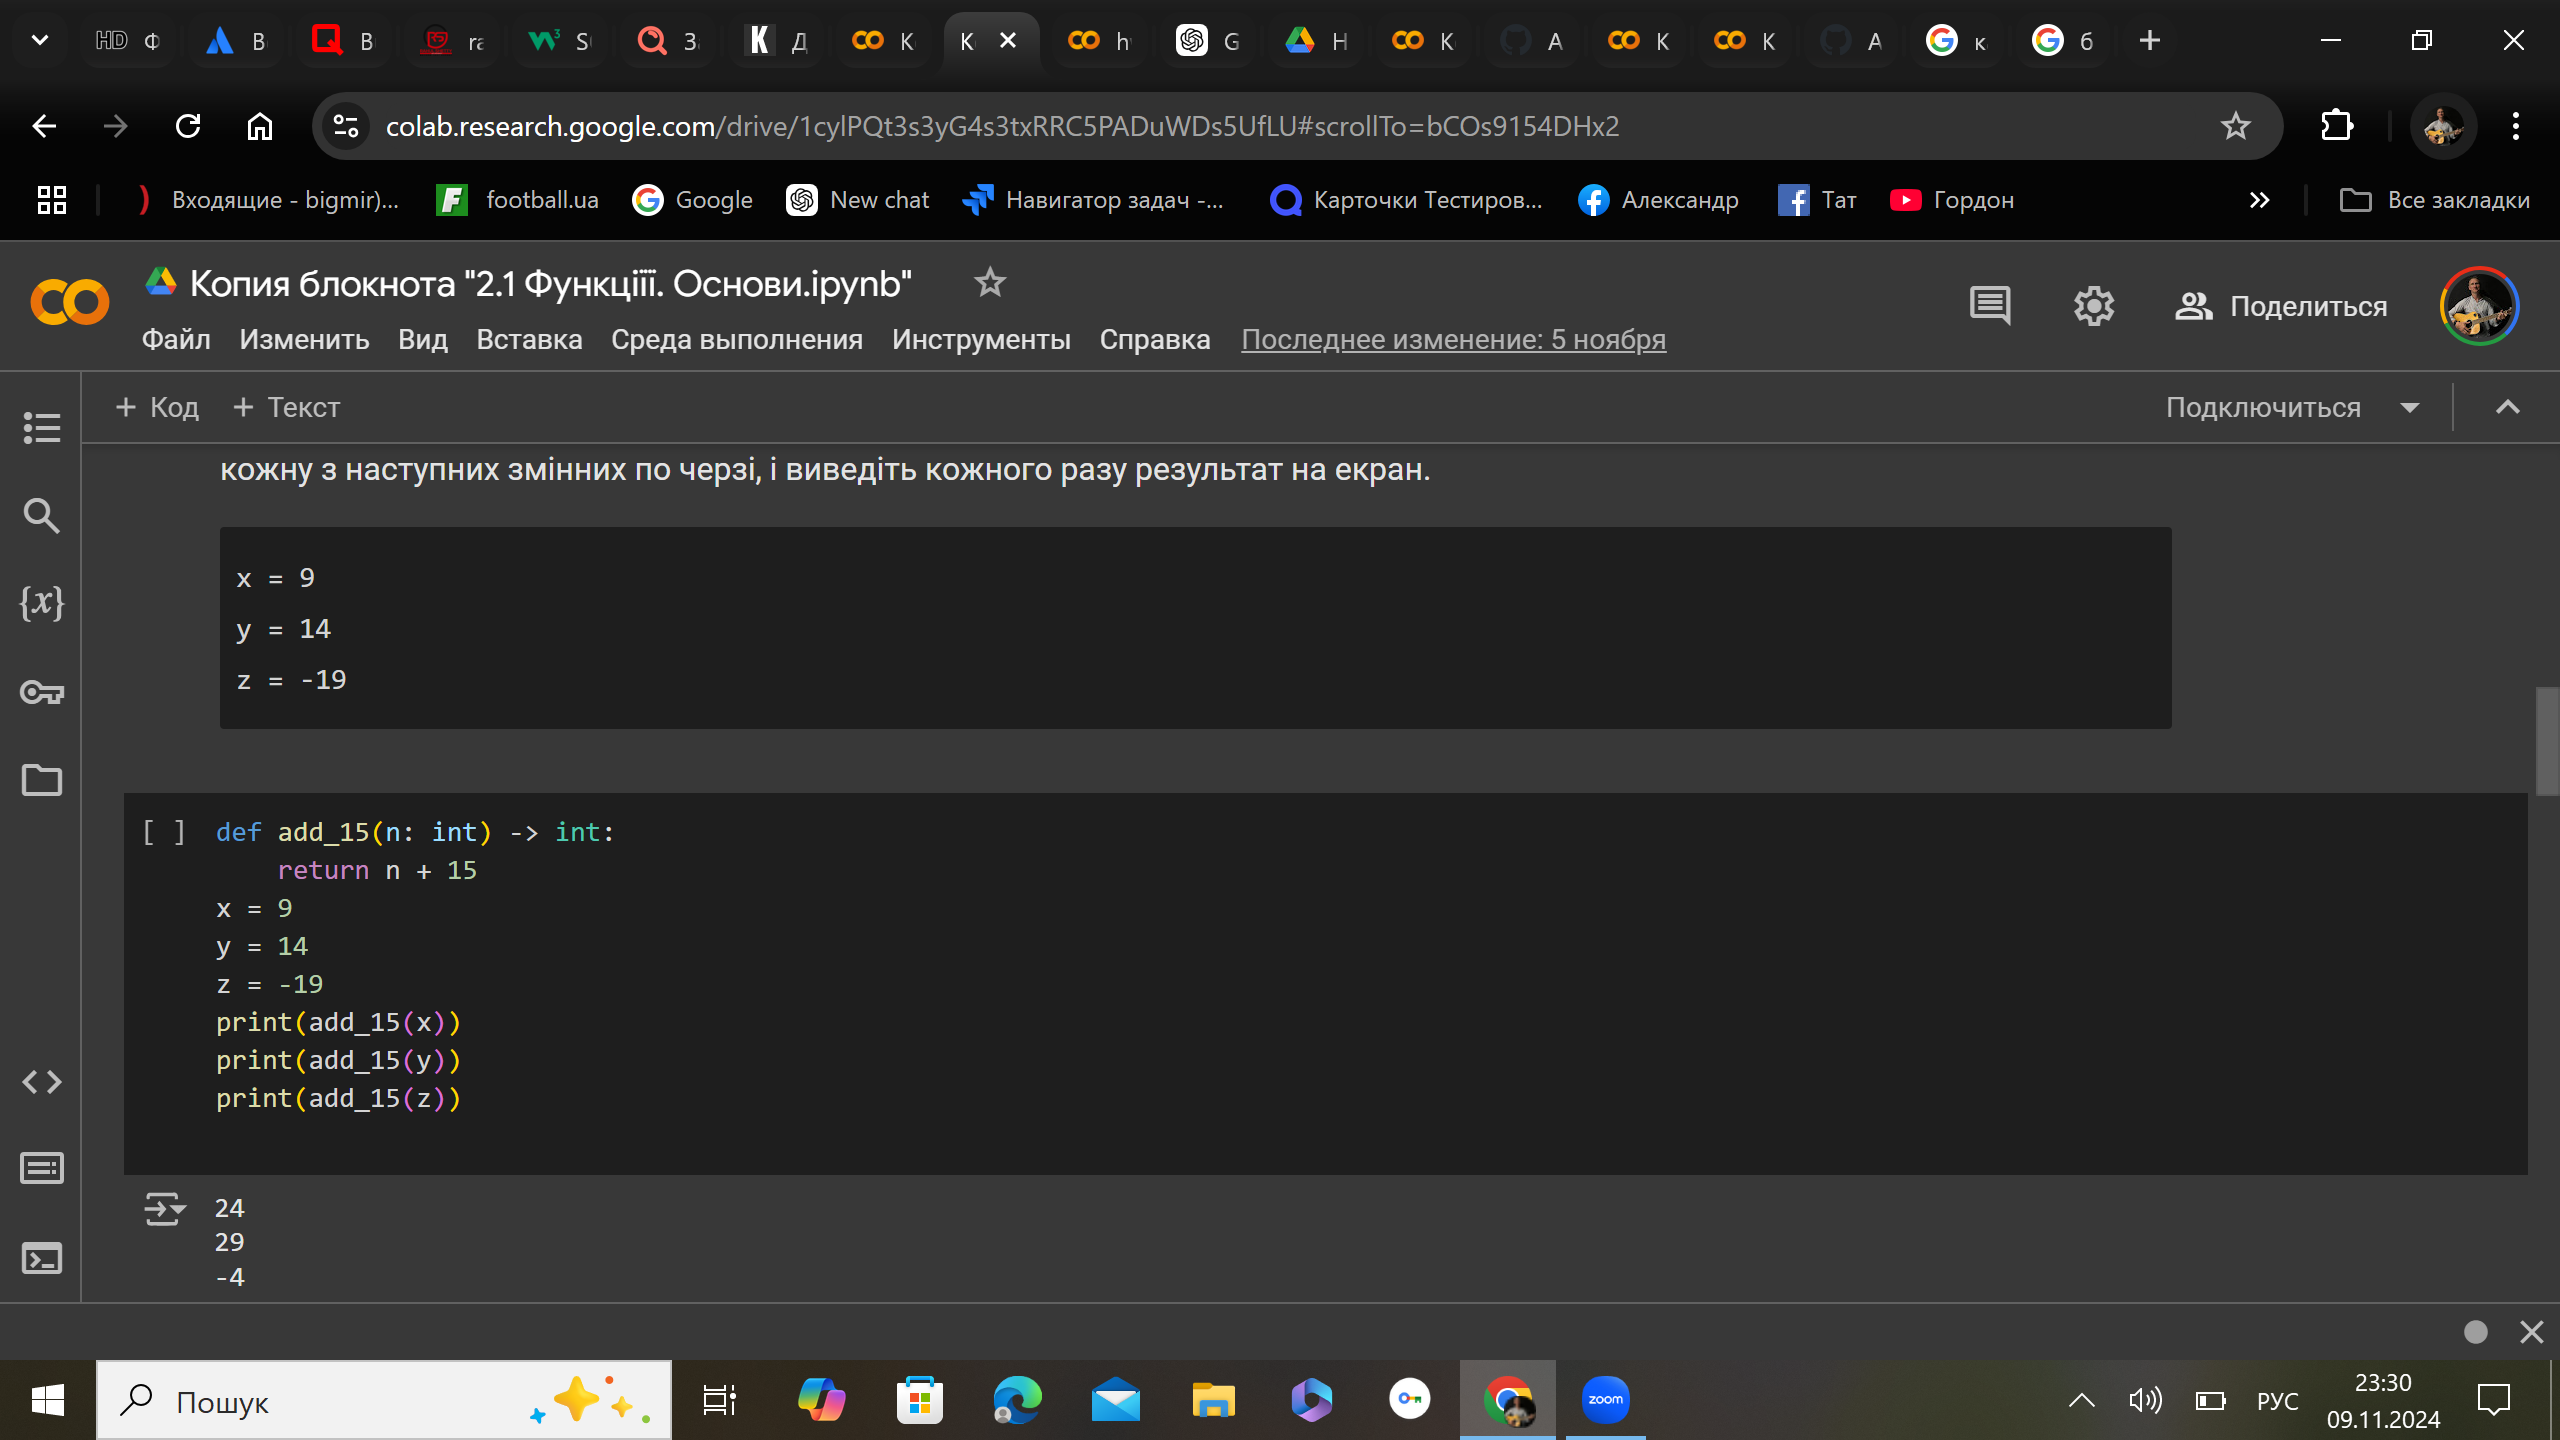 HD Ф В В ra S З К Д К К h G Н К А К К А к б
colab.research.google.com/drive/1cylPQt3s3yG4s3txRRC5PADuWDs5UfLU#scrollTo=bCOs9154DHx2
Входящие - bigmir)... football.ua Google New chat Навигатор задач -... Карточки Тестиров... Александр Тат Гордон Все закладки
Копия блокнота "2.1 Функціїї. Основи.ipynb"
Файл Изменить Вид Вставка Среда выполнения Инструменты Справка Последнее изменение: 5 ноября
Поделиться
+ Код + Текст Подключиться
кожну з наступних змінних по черзі, і виведіть кожного разу результат на екран.
x = 9
y = 14
z = -19
[ ] def add_15(n: int) -> int:
return n + 15
x = 9
y = 14
z = -19
print(add_15(x))
print(add_15(y))
print(add_15(z))
24
29
-4
Пошук
zoom
РУС
23:30
09.11.2024